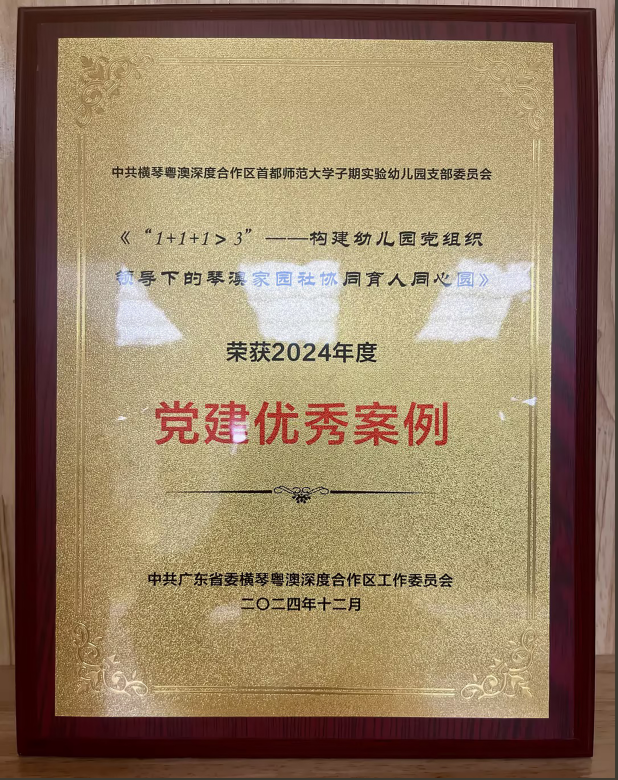 中共横琴粤澳深度合作区首都师范大学子期实验幼儿园支部委员会
《“1+1+1>3”——构建幼儿园党组织
领导下的琴澳家园社协同育人同心圆》
荣获2024年度
党建优秀案例
中共广东省委横琴粤澳深度合作区工作委员会
二〇二四年十二月